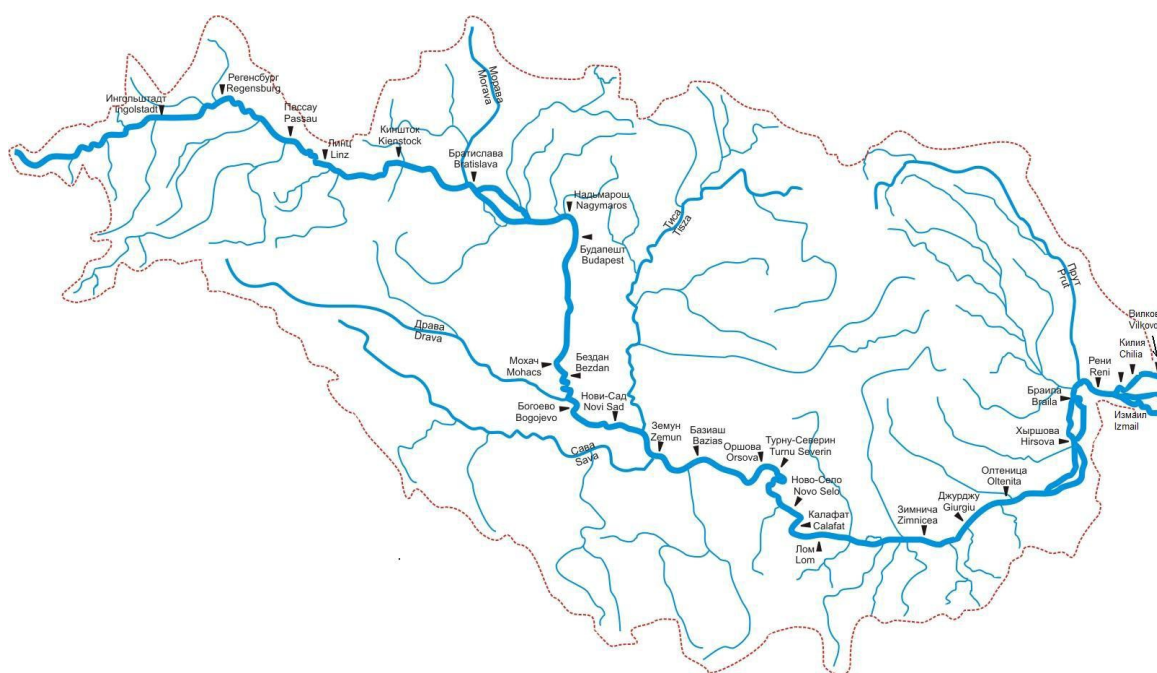 Регенсбург
Regensburg
Ингольштадт
Ingolstadt
Пассау
Passau
Линц
Linz
Киншток
Kienstock
Морава
Morava
Братислава
Bratislava
Надьмарош
Nagymaros
Будапешт
Budapest
Тиса
Tisza
Прут
Prut
Драва
Drava
Мохач
Mohacs
Бездан
Bezdan
Богоево
Bogojevo
Нови-Сад
Novi Sad
Сава
Sava
Земун
Zemun
Базиаш
Bazias
Оршова
Orsova
Турну-Северин
Turnu Severin
Ново-Село
Novo Selo
Калафат
Calafat
Лом
Lom
Зимнича
Zimnicea
Джурджу
Giurgiu
Олтеница
Oltenita
Хыршова
Hirsova
Браила
Braila
Рени
Reni
Килия
Chilia
Вилков
Vilkovo
Измаил
Izmail